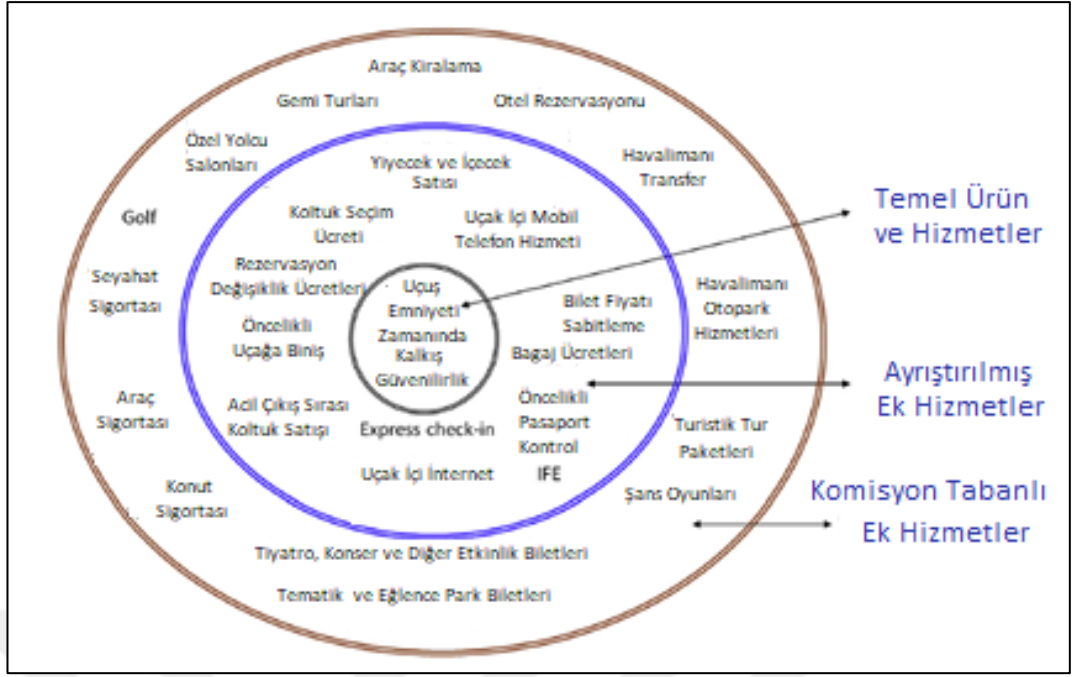 Araç Kiralama
Gemi Turları
Otel Rezervasyonu
Özel Yolcu
Salonları
Yiyecek ve İçecek
Satısı
Havalimanı
Transfer
Golf
Koltuk Seçim
Ücreti
Uçak İçi Mobil
Telefon Hizmeti
Temel Ürün
ve Hizmetler
Seyahat
Sigortası
Rezervasyon
Değişiklik Ücretleri
Uçuş
Emniyeti
Zamanında
Kalkış
Güvenilirlik
Bilet Fiyatı
Sabitleme
Havalimanı
Otopark
Hizmetleri
Öncelikli
Uçağa Biniş
Bagaj Ücretleri
Ayrıştırılmış
Ek Hizmetler
Araç
Sigortası
Acil Çıkış Sırası
Koltuk Satışı
Express check-in
Öncelikli
Pasaport
Kontrol
Turistik Tur
Paketleri
Uçak İçi İnternet
IFE
Konut
Sigortası
Şans Oyunları
Komisyon Tabanlı
Ek Hizmetler
Tiyatro, Konser ve Diğer Etkinlik Biletleri
Tematik ve Eğlence Park Biletleri